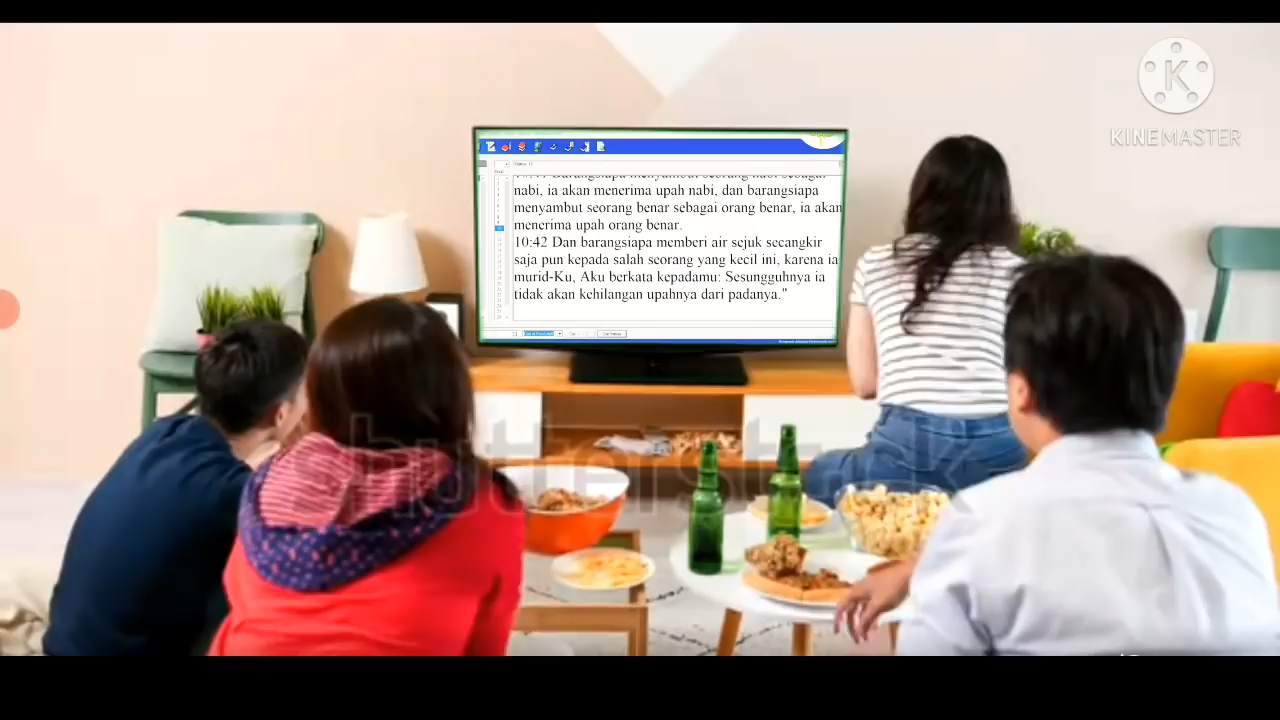 KINEMASTER
nabi, ia akan menerima upah nabi, dan barangsiapa
menyambut seorang benar sebagai orang benar, ia akan
menerima upah orang benar.
10:42 Dan barangsiapa memberi air sejuk secangkir
saja pun kepada salah seorang yang kecil ini, karena ia
murid-Ku, Aku berkata kepadamu: Sesungguhnya ia
tidak akan kehilangan upahnya dari padanya."
shutterstock